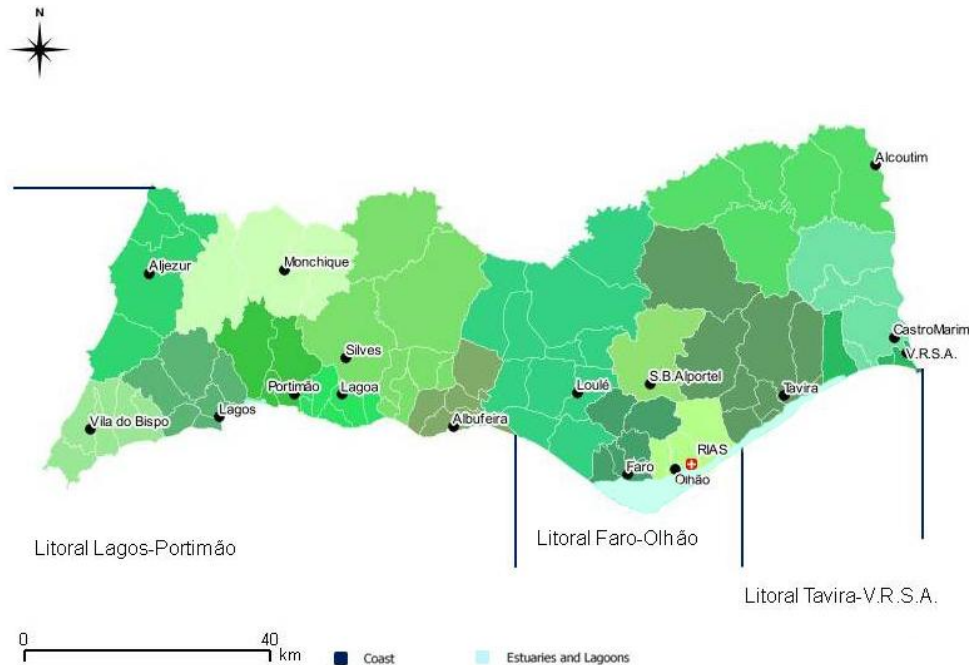 N
Alcoutim
Aljezur
Monchique
CastroMarim
V.R.S.A.
Silves
S.B.Alportel
Portimão
Lagoa
Loulé
Tavira
Lagos
Vila do Bispo
Albufeira
RIAS
Faro
Olhão
Litoral Lagos-Portimão
Litoral Faro-Olhão
Litoral Tavira-V.R.S.A.
0 40
km
Coast
Estuaries and Lagoons